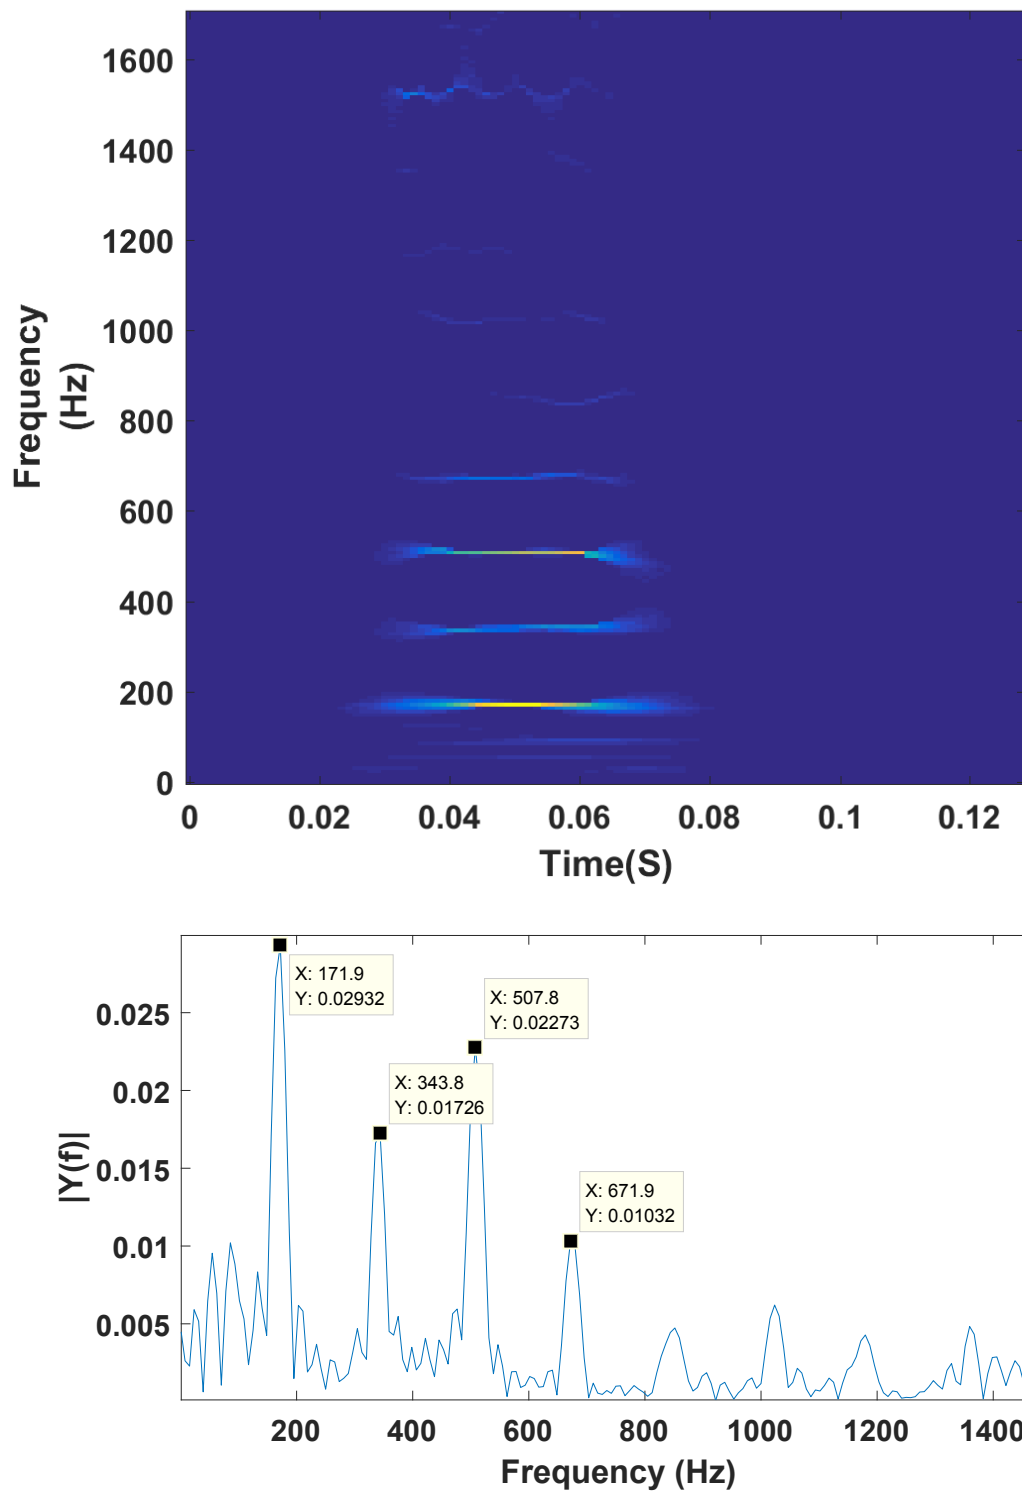 1600
1400
1200
1000
800
600
400
200
0
Frequency
(Hz)
0 0.02 0.04 0.06 0.08 0.1 0.12
Time(S)
X: 171.9
Y: 0.02932
X: 507.8
Y: 0.02273
X: 343.8
Y: 0.01726
X: 671.9
Y: 0.01032
0.025
0.02
0.015
0.01
0.005
|Y(f)|
200 400 600 800 1000 1200 1400
Frequency (Hz)